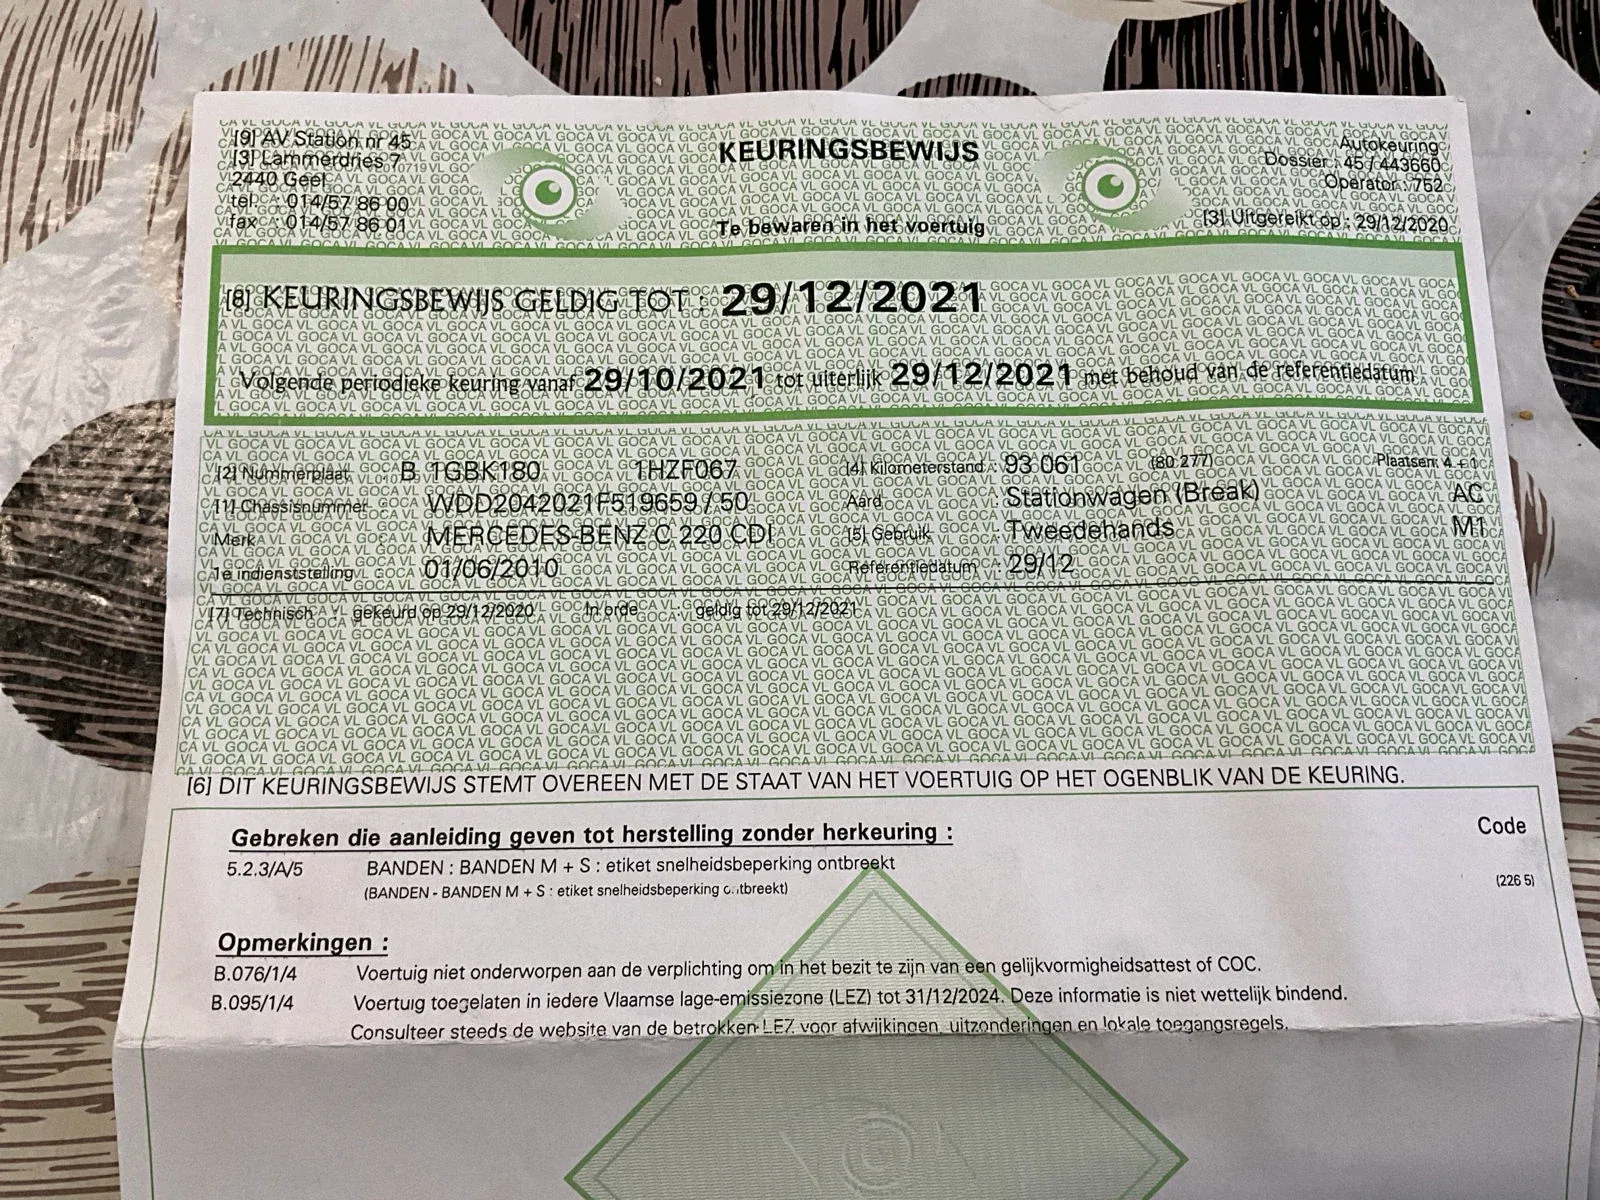 [9] AV Station nr 45
[3] Lammerdries 7
2440 Geel
tel : 014/57 86 00
fax : 014/57 86 01
KEURINGSBEWIJS
Te bewaren in het voertuig
Autokeuring
Dossier : 45 / 443660
Operator : 752
[3] Uitgereikt op : 29/12/2020
[8] KEURINGSBEWIJS GELDIG TOT : 29/12/2021
Volgende periodieke keuring vanaf 29/10/2021 tot uiterlijk 29/12/2021 met behoud van de referentiedatum
[2] Nummerplaat : B 1GBK180 1HZF067 [4] Kilometerstand : 93 061 (80 277) Plaatsen: 4 + 1
[1] Chassisnummer : WDD2042021F519659 / 50 Aard : Stationwagen (Break) AC
Merk : MERCEDES-BENZ C 220 CDI [5] Gebruik : Tweedehands M1
1e indienststelling : 01/06/2010 Referentiedatum : 29/12
[7] Technisch : gekeurd op 29/12/2020 In orde geldig tot 29/12/2021
[6] DIT KEURINGSBEWIJS STEMT OVEREEN MET DE STAAT VAN HET VOERTUIG OP HET OGENBLIK VAN DE KEURING.
Gebreken die aanleiding geven tot herstelling zonder herkeuring : Code
5.2.3/A/5 BANDEN : BANDEN M + S : etiket snelheidsbeperking ontbreekt
(BANDEN - BANDEN M + S : etiket snelheidsbeperking ontbreekt) (226 5)
Opmerkingen :
B.076/1/4 Voertuig niet onderworpen aan de verplichting om in het bezit te zijn van een gelijkvormigheidsattest of COC.
B.095/1/4 Voertuig toegelaten in iedere Vlaamse lage-emissiezone (LEZ) tot 31/12/2024. Deze informatie is niet wettelijk bindend.
Consulteer steeds de website van de betrokken LEZ voor afwijkingen, uitzonderingen en lokale toegangsregels.